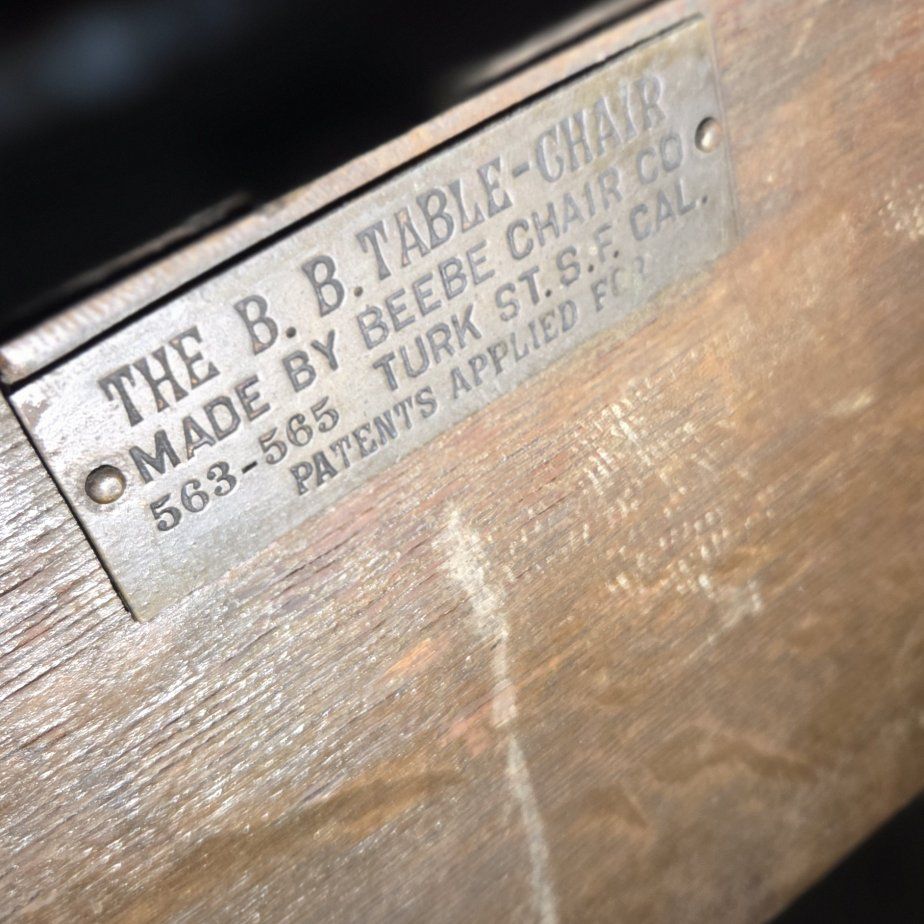 THE B. B. TABLE-CHAIR
MADE BY BEEBE CHAIR CO
563-565 TURK ST. S.F. CAL.
PATENTS APPLIED FOR